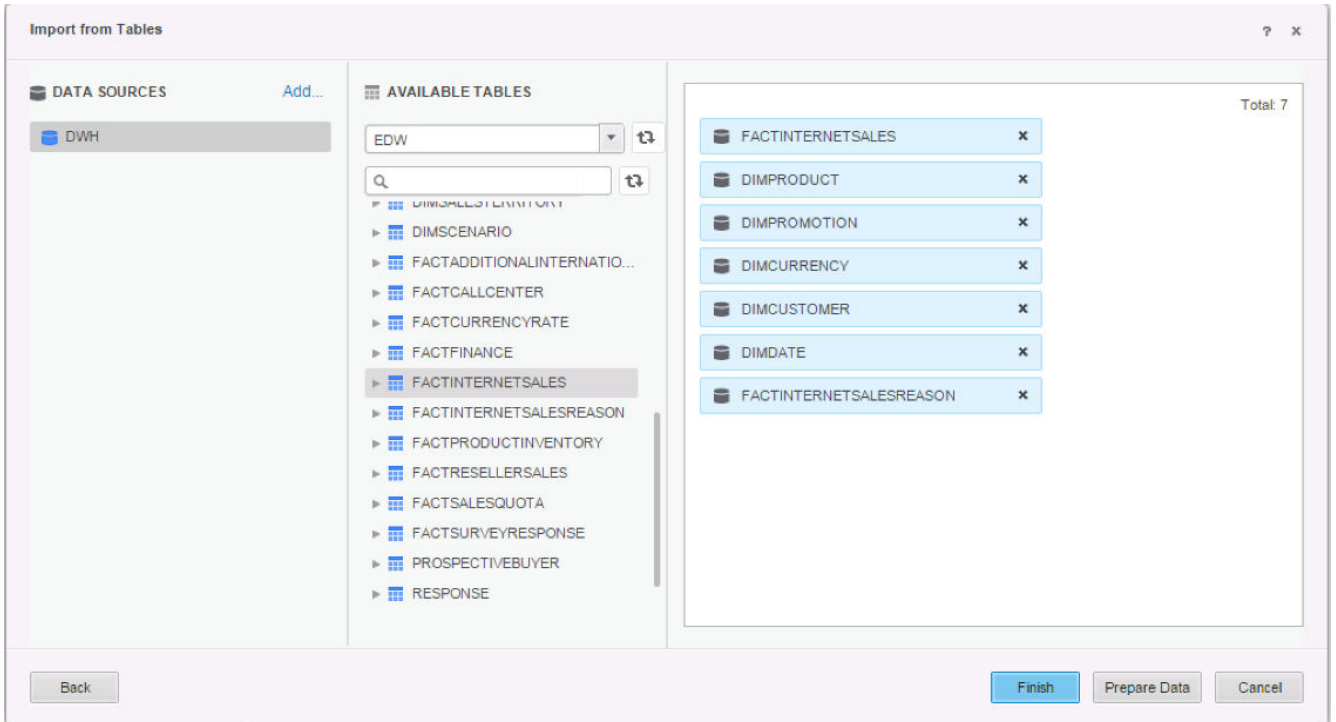 Import from Tables
? x
DATA SOURCES
Add...
DWH
AVAILABLE TABLES
EDW
DIMSALESTERRITORY
DIMSCENARIO
FACTADDITIONALINTERNATIO...
FACTCALLCENTER
FACTCURRENCYRATE
FACTFINANCE
FACTINTERNETSALES
FACTINTERNETSALESREASON
FACTPRODUCTINVENTORY
FACTRESELLERSALES
FACTSALESQUOTA
FACTSURVEYRESPONSE
PROSPECTIVEBUYER
RESPONSE
Total: 7
FACTINTERNETSALES
DIMPRODUCT
DIMPROMOTION
DIMCURRENCY
DIMCUSTOMER
DIMDATE
FACTINTERNETSALESREASON
Back
Finish
Prepare Data
Cancel